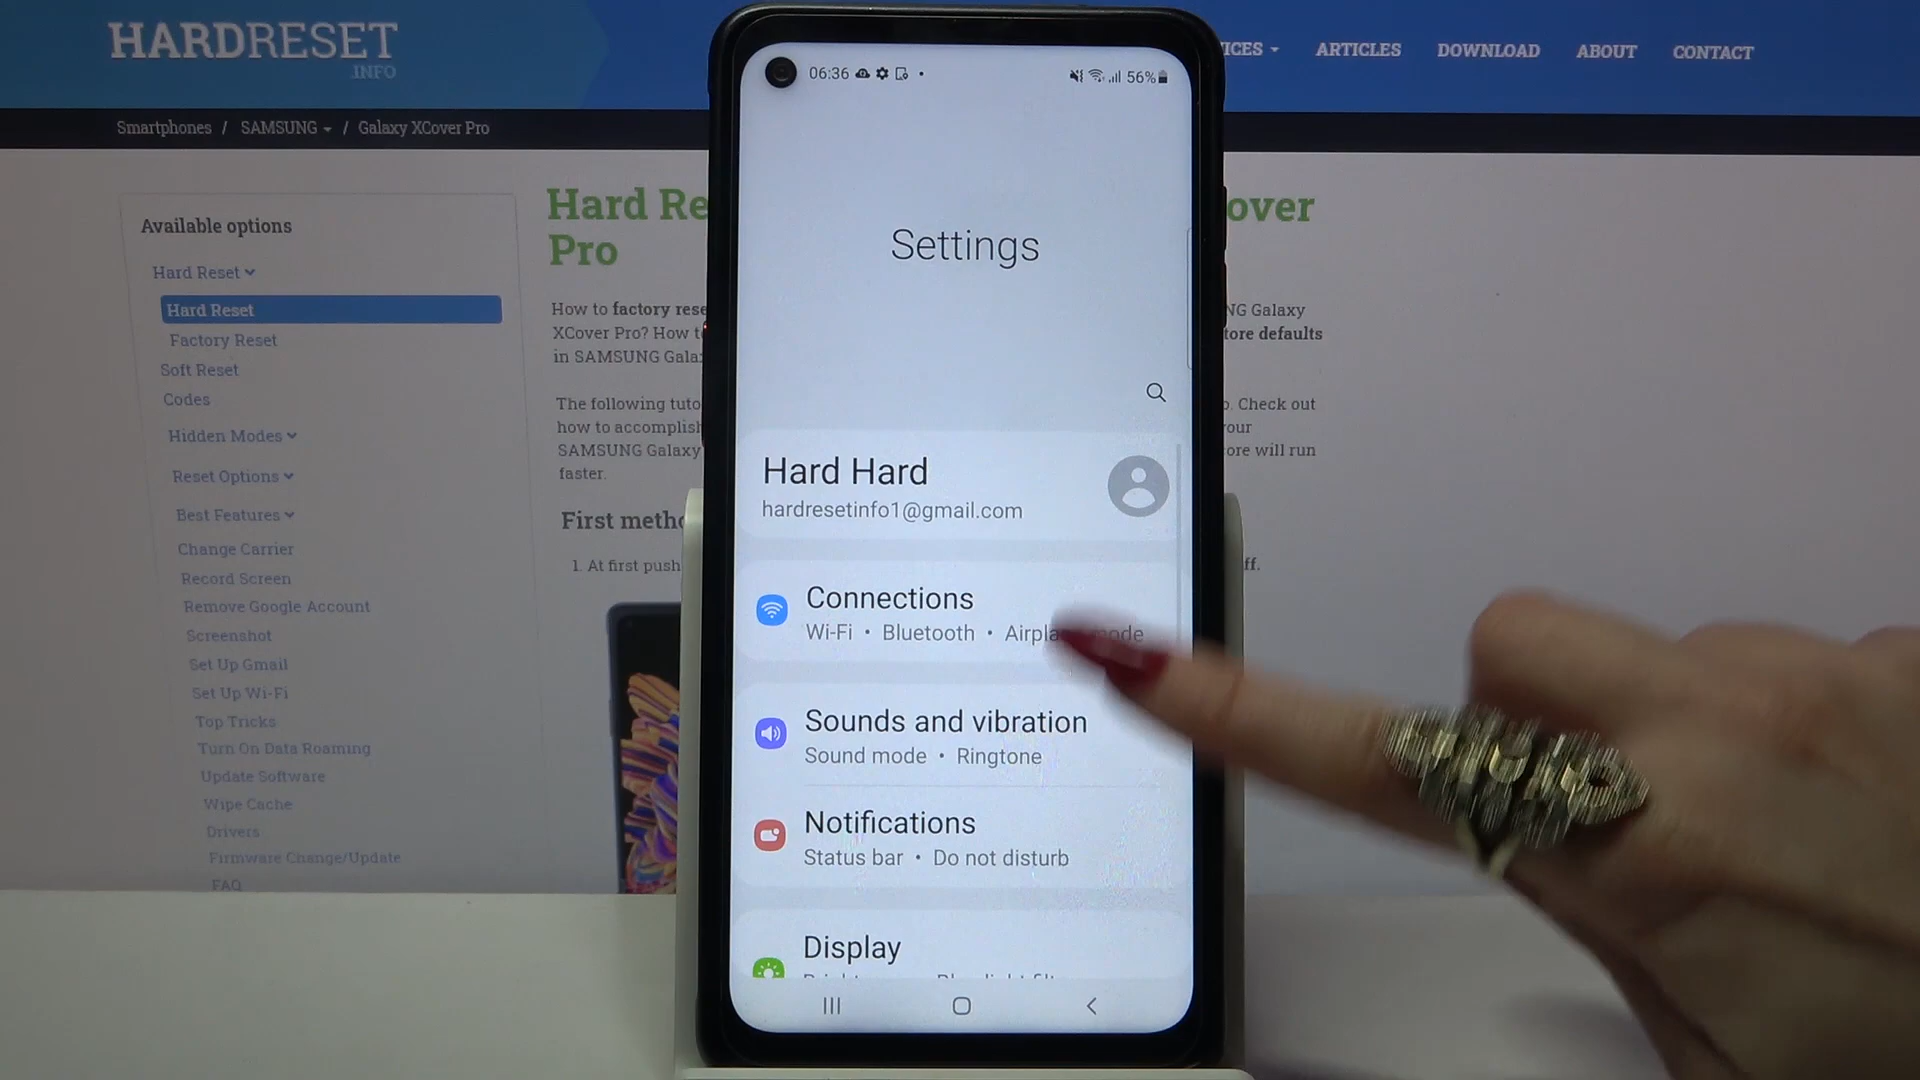 HARDRESET
.INFO
ICES
ARTICLES
DOWNLOAD
ABOUT
CONTACT
Smartphones / SAMSUNG / Galaxy XCover Pro
Available options
Hard Reset
Hard Reset
Factory Reset
Soft Reset
Codes
Hidden Modes
Reset Options
Best Features
Change Carrier
Record Screen
Remove Google Account
Screenshot
Set Up Gmail
Set Up Wi-Fi
Top Tricks
Turn On Data Roaming
Update Software
Wipe Cache
Drivers
Firmware Change/Update
FAQ
Hard Re over
Pro
How to factory rese NG Galaxy
XCover Pro? How t tore defaults
in SAMSUNG Gala
The following tuto o. Check out
how to accomplish your
SAMSUNG Galaxy ore will run
faster.
First metho
1. At first push ff.
06:36
56%
Settings
Hard Hard
hardresetinfo1@gmail.com
Connections
Wi-Fi • Bluetooth • Airpla mode
Sounds and vibration
Sound mode • Ringtone
Notifications
Status bar • Do not disturb
Display